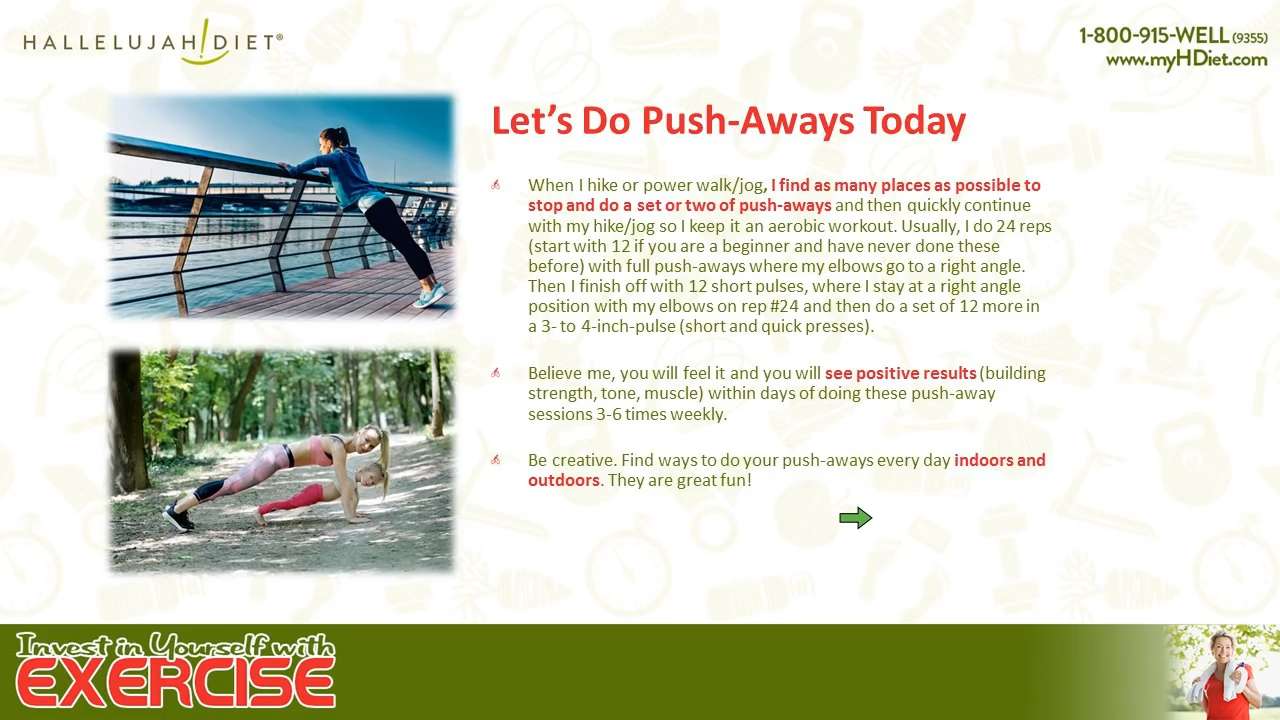 HALLELUJAH DIET®
1-800-915-WELL (9355)
www.myHDiet.com
Let's Do Push-Aways Today
When I hike or power walk/jog, I find as many places as possible to
stop and do a set or two of push-aways and then quickly continue
with my hike/jog so I keep it an aerobic workout. Usually, I do 24 reps
(start with 12 if you are a beginner and have never done these
before) with full push-aways where my elbows go to a right angle.
Then I finish off with 12 short pulses, where I stay at a right angle
position with my elbows on rep #24 and then do a set of 12 more in
a 3- to 4-inch-pulse (short and quick presses).
Believe me, you will feel it and you will see positive results (building
strength, tone, muscle) within days of doing these push-away
sessions 3-6 times weekly.
Be creative. Find ways to do your push-aways every day indoors and
outdoors. They are great fun!
Invest in Yourself with
EXERCISE